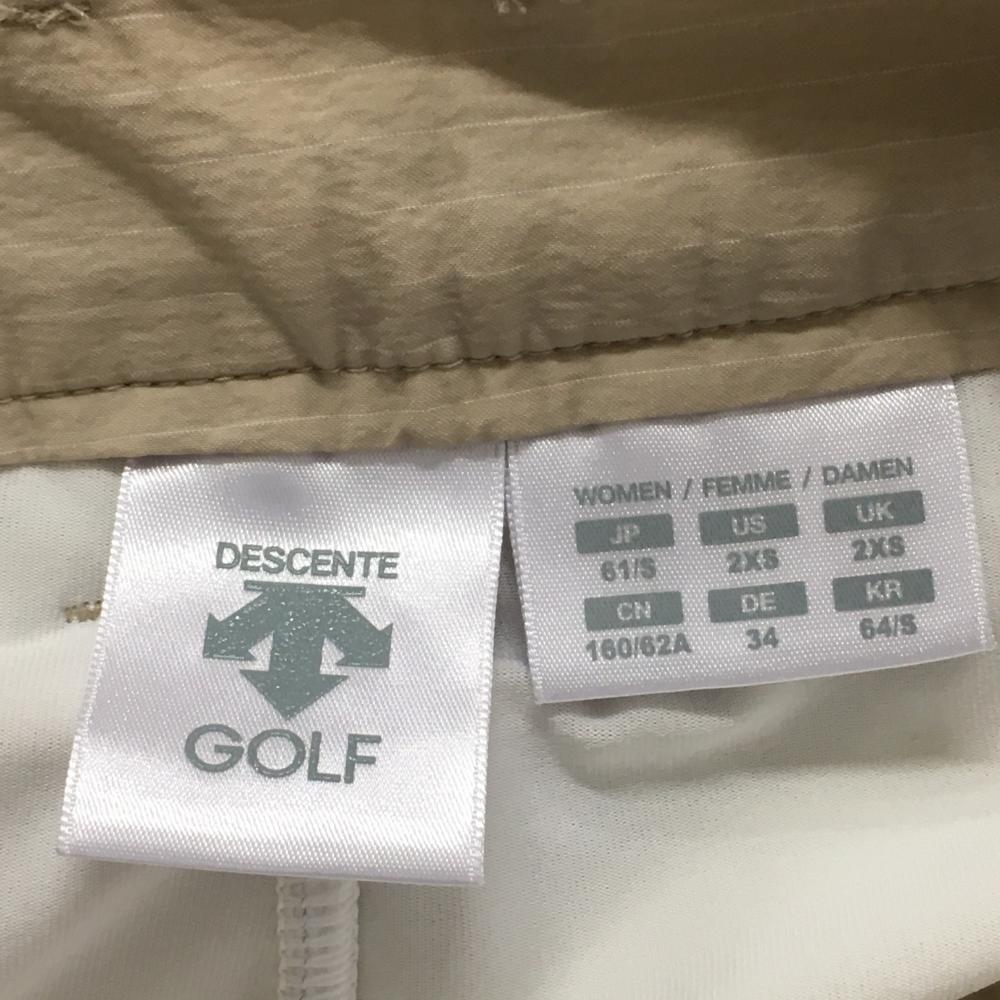 DESCENTE
GOLF
WOMEN / FEMME / DAMEN
JP US UK
61/S 2XS 2XS
CN DE KR
160/62A 34 64/S